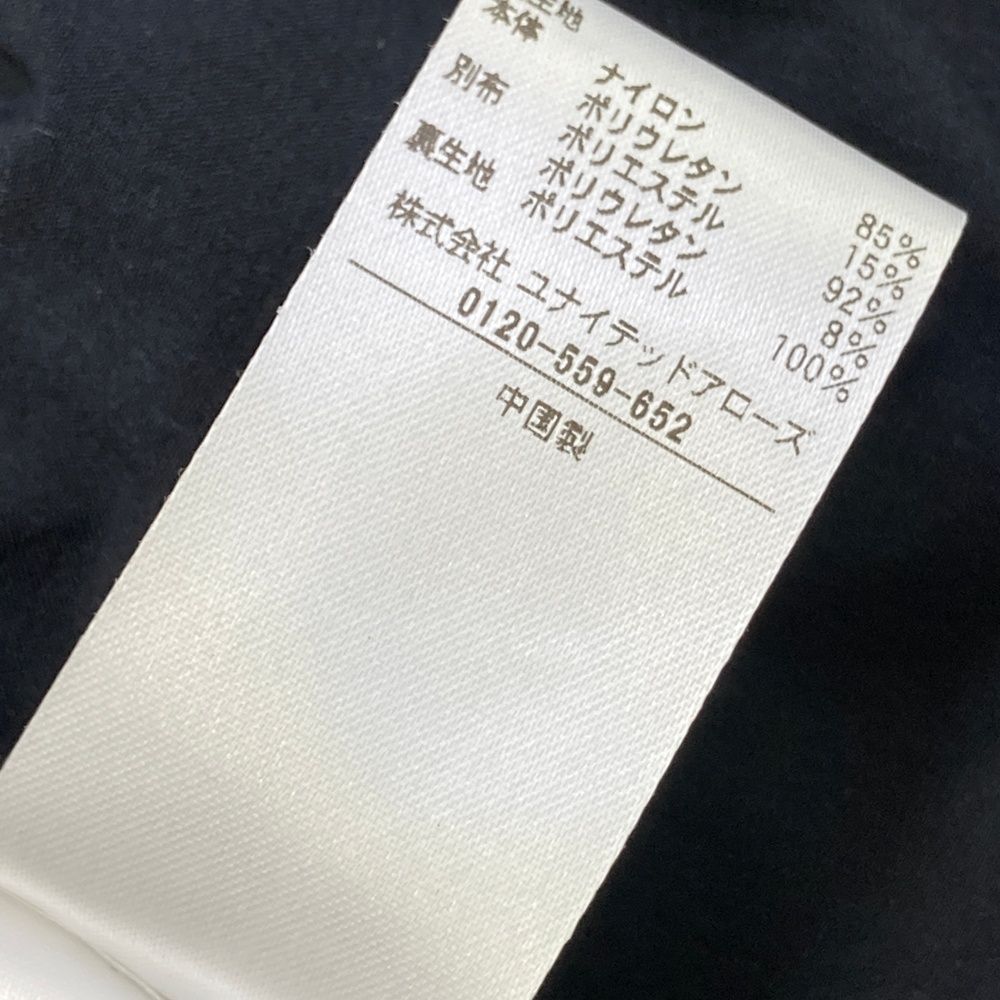 生地
本体 ナイロン 85%
ポリウレタン 15%
別布 ポリエステル 92%
ポリウレタン 8%
裏生地 ポリエステル 100%
株式会社 ユナイテッドアローズ
0120-559-652
中国製